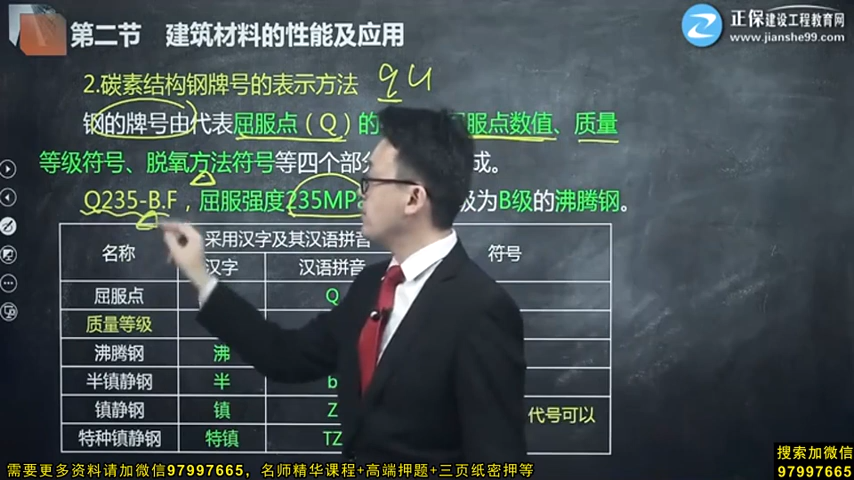 第二节 建筑材料的性能及应用
正保建设工程教育网
www.jianshe99.com
2.碳素结构钢牌号的表示方法
钢的牌号由代表屈服点（Q）的 屈服点数值、质量
等级符号、脱氧方法符号等四个部分 成。
Q235-B.F，屈服强度235MPa 级为B级的沸腾钢。
名称 采用汉字及其汉语拼音 符号
汉字 汉语拼音
屈服点 Q
质量等级
沸腾钢 沸
半镇静钢 半 b
镇静钢 镇 Z 代号可以
特种镇静钢 特镇 TZ
搜索加微信
97997665
需要更多资料请加微信97997665，名师精华课程+高端押题+三页纸密押等